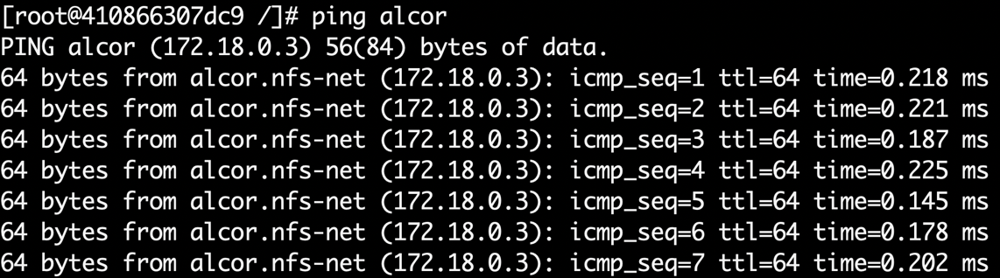 [root@410866307dc9 /]# ping alcor
PING alcor (172.18.0.3) 56(84) bytes of data.
64 bytes from alcor.nfs-net (172.18.0.3): icmp_seq=1 ttl=64 time=0.218 ms
64 bytes from alcor.nfs-net (172.18.0.3): icmp_seq=2 ttl=64 time=0.221 ms
64 bytes from alcor.nfs-net (172.18.0.3): icmp_seq=3 ttl=64 time=0.187 ms
64 bytes from alcor.nfs-net (172.18.0.3): icmp_seq=4 ttl=64 time=0.225 ms
64 bytes from alcor.nfs-net (172.18.0.3): icmp_seq=5 ttl=64 time=0.145 ms
64 bytes from alcor.nfs-net (172.18.0.3): icmp_seq=6 ttl=64 time=0.178 ms
64 bytes from alcor.nfs-net (172.18.0.3): icmp_seq=7 ttl=64 time=0.202 ms